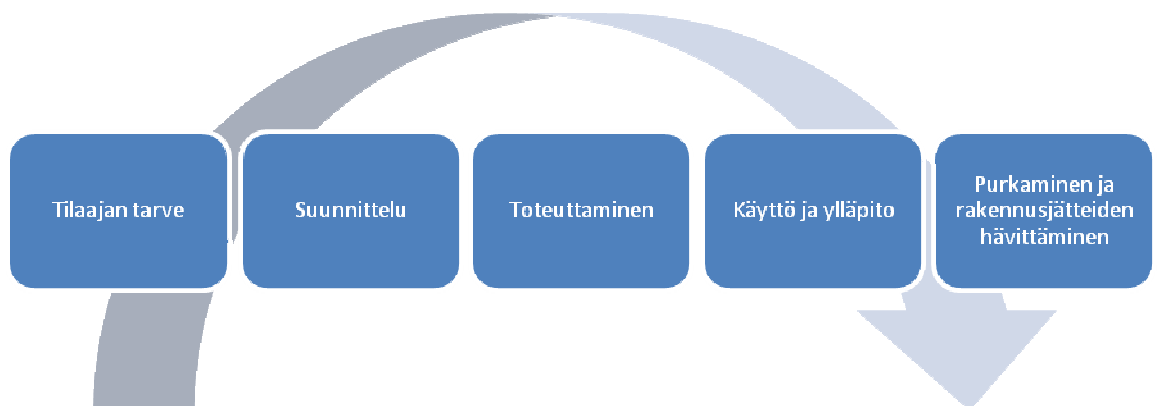 Tilaajan tarve
Suunnittelu
Toteuttaminen
Käyttö ja ylläpito
Purkaminen ja
rakennusjätteiden
hävittäminen